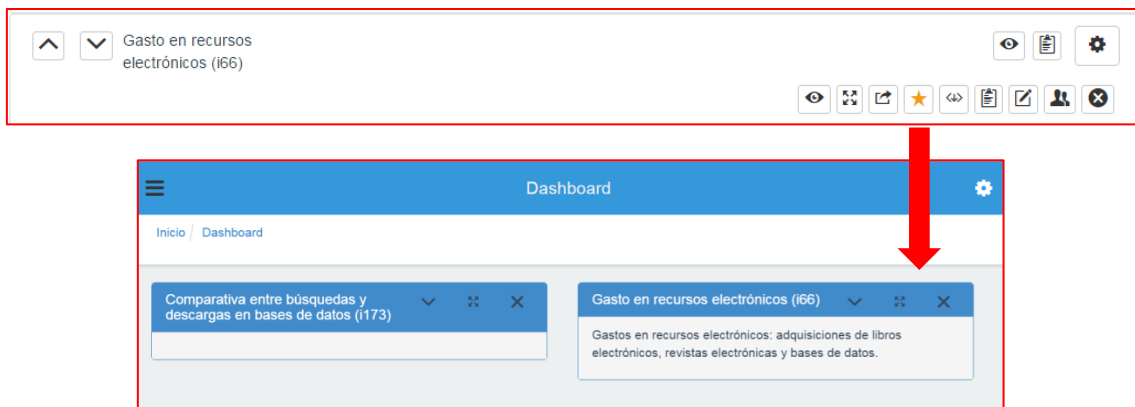 Gasto en recursos
electrónicos (i66)
Dashboard
Inicio / Dashboard
Comparativa entre búsquedas y
descargas en bases de datos (i173)
Gasto en recursos electrónicos (i66)
Gastos en recursos electrónicos: adquisiciones de libros
electrónicos, revistas electrónicas y bases de datos.